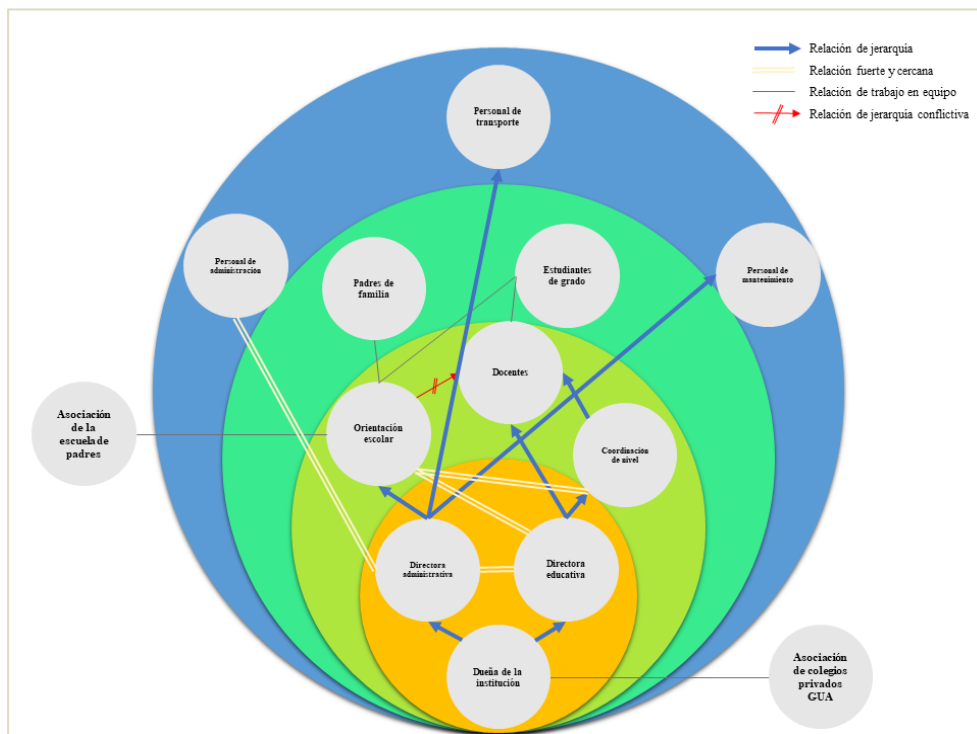 Relación de jerarquía
Relación fuerte y cercana
Relación de trabajo en equipo
Relación de jerarquía conflictiva
Personal de
transporte
Personal de
administración
Padres de
familia
Estudiantes
de grado
Personal de
mantenimiento
Docentes
Asociación
de la
escuela de
padres
Orientación
escolar
Coordinación
de nivel
Directora
administrativa
Directora
educativa
Dueña de la
institución
Asociación
de colegios
privados
GUA